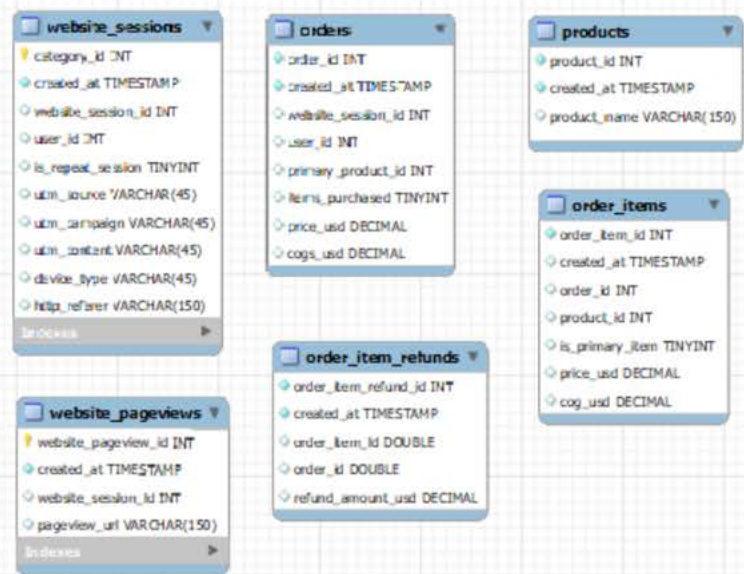 website_sessions
category_id INT
created_at TIMESTAMP
website_session_id INT
user_id INT
is_repeat_session TINYINT
utm_source VARCHAR(45)
utm_campaign VARCHAR(45)
utm_content VARCHAR(45)
device_type VARCHAR(45)
http_referer VARCHAR(150)
Indexes
website_pageviews
website_pageview_id INT
created_at TIMESTAMP
website_session_id INT
pageview_url VARCHAR(150)
Indexes
orders
order_id INT
created_at TIMESTAMP
website_session_id INT
user_id INT
primary_product_id INT
items_purchased TINYINT
price_usd DECIMAL
cogs_usd DECIMAL
order_item_refunds
order_item_refund_id INT
created_at TIMESTAMP
order_item_id DOUBLE
order_id DOUBLE
refund_amount_usd DECIMAL
products
product_id INT
created_at TIMESTAMP
product_name VARCHAR(150)
order_items
order_item_id INT
created_at TIMESTAMP
order_id INT
product_id INT
is_primary_item TINYINT
price_usd DECIMAL
cog_usd DECIMAL